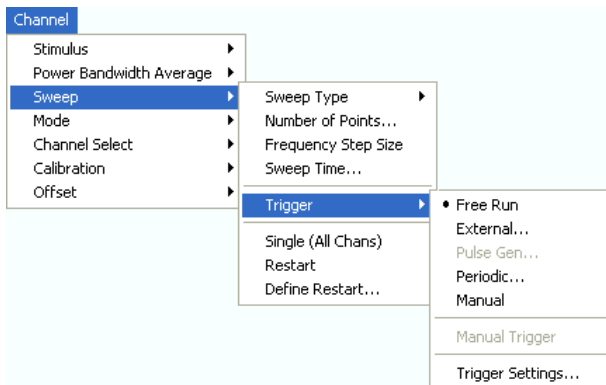 Channel
Stimulus
Power Bandwidth Average
Sweep
Mode
Channel Select
Calibration
Offset
Sweep Type
Number of Points...
Frequency Step Size
Sweep Time...
Trigger
Single (All Chans)
Restart
Define Restart...
Free Run
External...
Pulse Gen...
Periodic...
Manual
Manual Trigger
Trigger Settings...